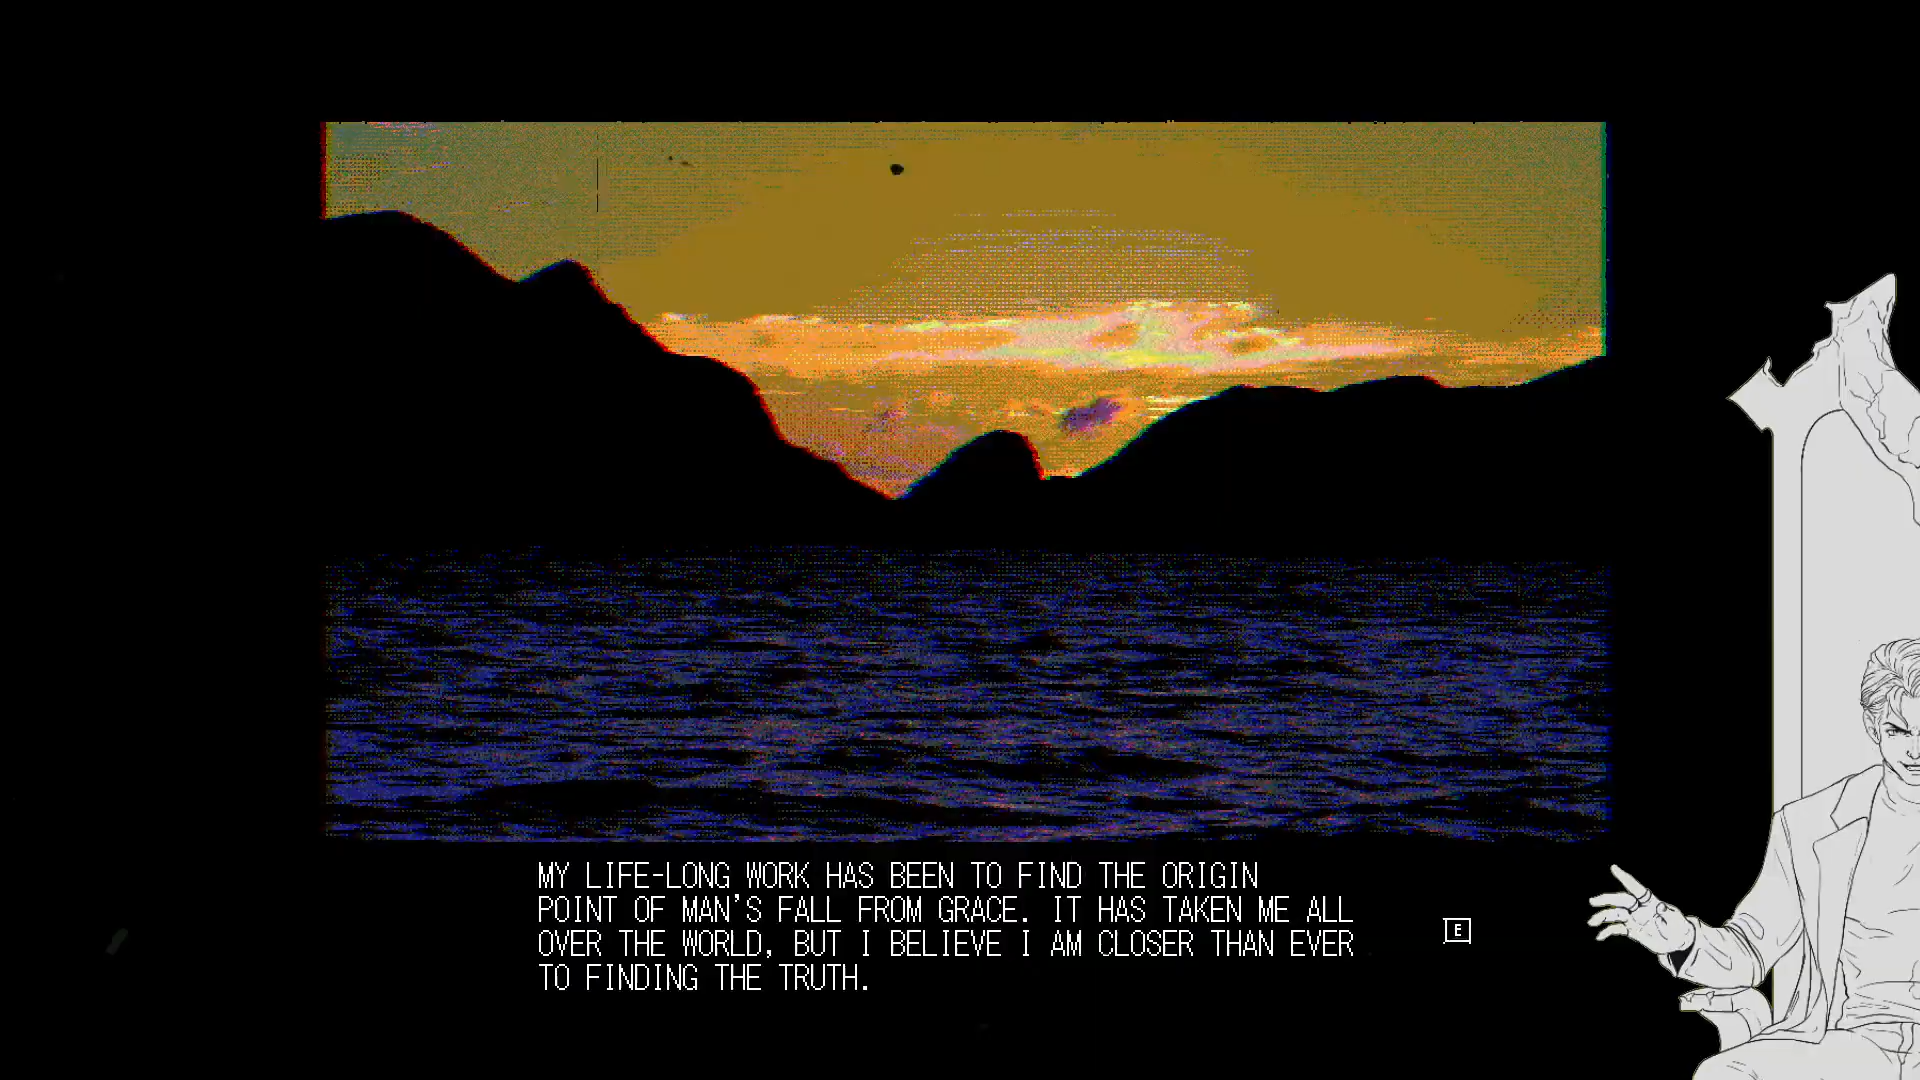 MY LIFE-LONG WORK HAS BEEN TO FIND THE ORIGIN
POINT OF MAN'S FALL FROM GRACE. IT HAS TAKEN ME ALL
OVER THE WORLD, BUT I BELIEVE I AM CLOSER THAN EVER
TO FINDING THE TRUTH.
E